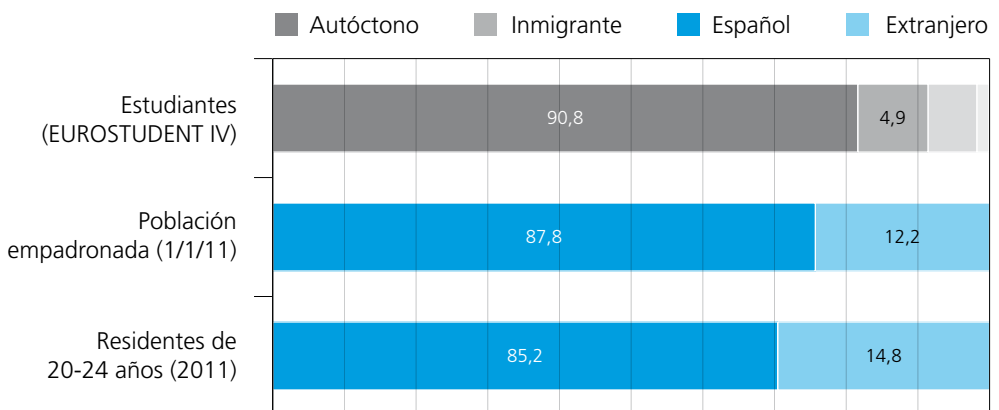 Autóctono Inmigrante Español Extranjero
Estudiantes
(EUROSTUDENT IV)
90,8 4,9
Población
empadronada (1/1/11)
87,8 12,2
Residentes de
20-24 años (2011)
85,2 14,8